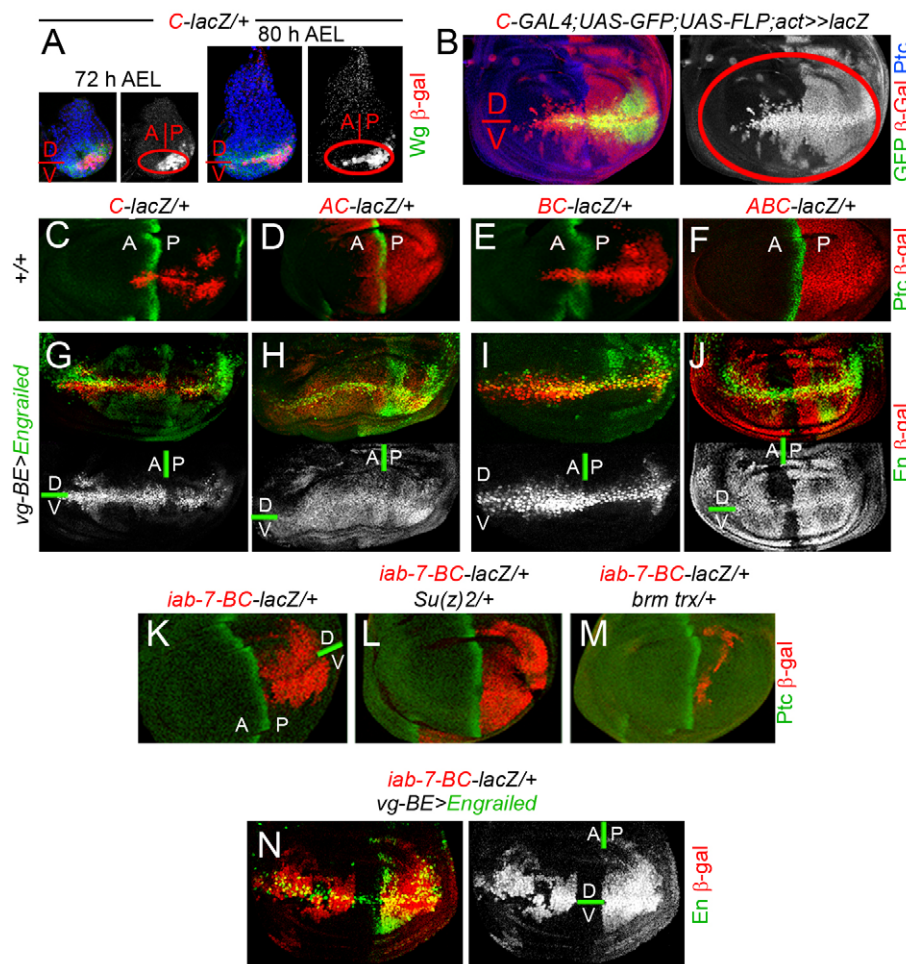 C-lacZ/+
A
80 h AEL
72 h AEL
D
V
A P
D
V
A P
Wg β-gal
C-GAL4;UAS-GFP;UAS-FLP;act>>lacZ
B
D
V
GFP β-Gal Ptc
C-lacZ/+
AC-lacZ/+
BC-lacZ/+
ABC-lacZ/+
+/+
C
A P
D
A P
E
A P
F
A P
Ptc β-gal
vg-BE>Engrailed
G
H
I
J
A P
A P
A P
A P
D
V
D
V
D
V
D
V
En β-gal
iab-7-BC-lacZ/+
iab-7-BC-lacZ/+
Su(z)2/+
iab-7-BC-lacZ/+
brm trx/+
K
D
V
A P
L
M
Ptc β-gal
iab-7-BC-lacZ/+
vg-BE>Engrailed
N
A P
D
V
En β-gal